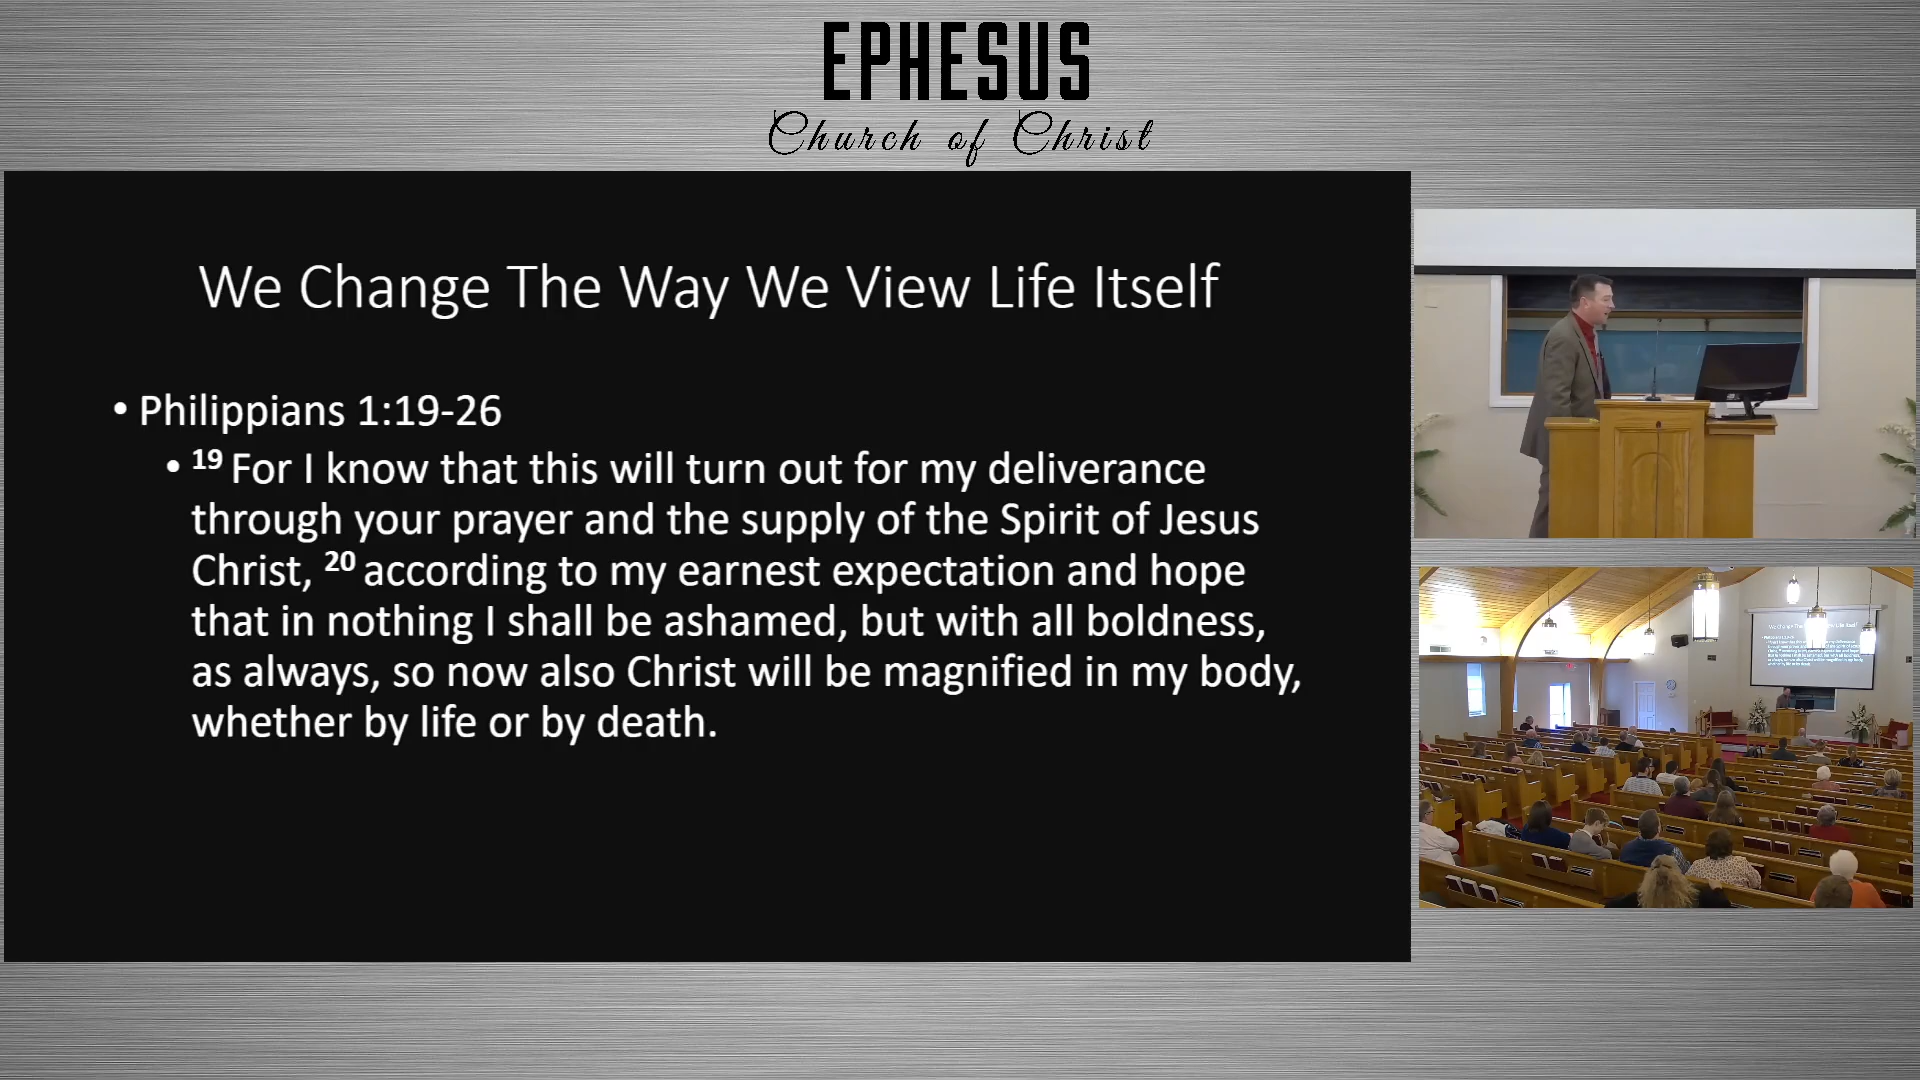 EPHESUS
Church of Christ
We Change The Way We View Life Itself
• Philippians 1:19-26
• 19 For I know that this will turn out for my deliverance
through your prayer and the supply of the Spirit of Jesus
Christ, 20 according to my earnest expectation and hope
that in nothing I shall be ashamed, but with all boldness,
as always, so now also Christ will be magnified in my body,
whether by life or by death.